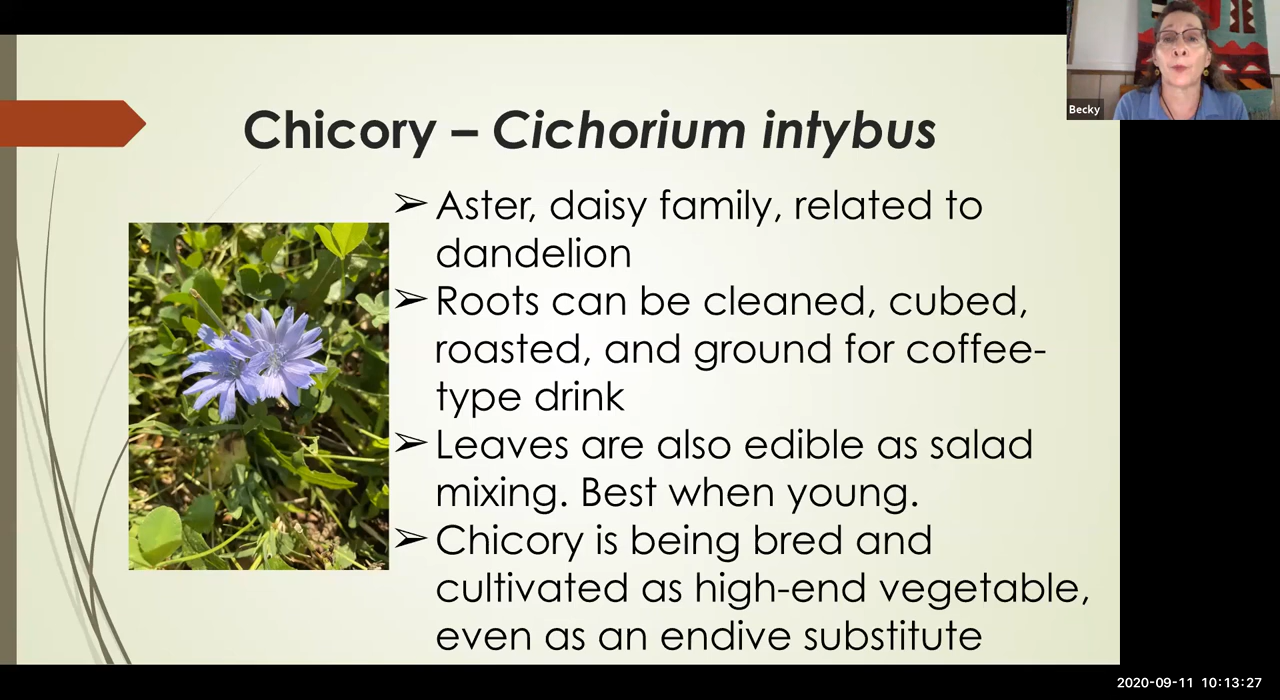 Becky
Chicory – Cichorium intybus
➢ Aster, daisy family, related to
dandelion
➢ Roots can be cleaned, cubed,
roasted, and ground for coffee-
type drink
➢ Leaves are also edible as salad
mixing. Best when young.
➢ Chicory is being bred and
cultivated as high-end vegetable,
even as an endive substitute
2020-09-11 10:13:27